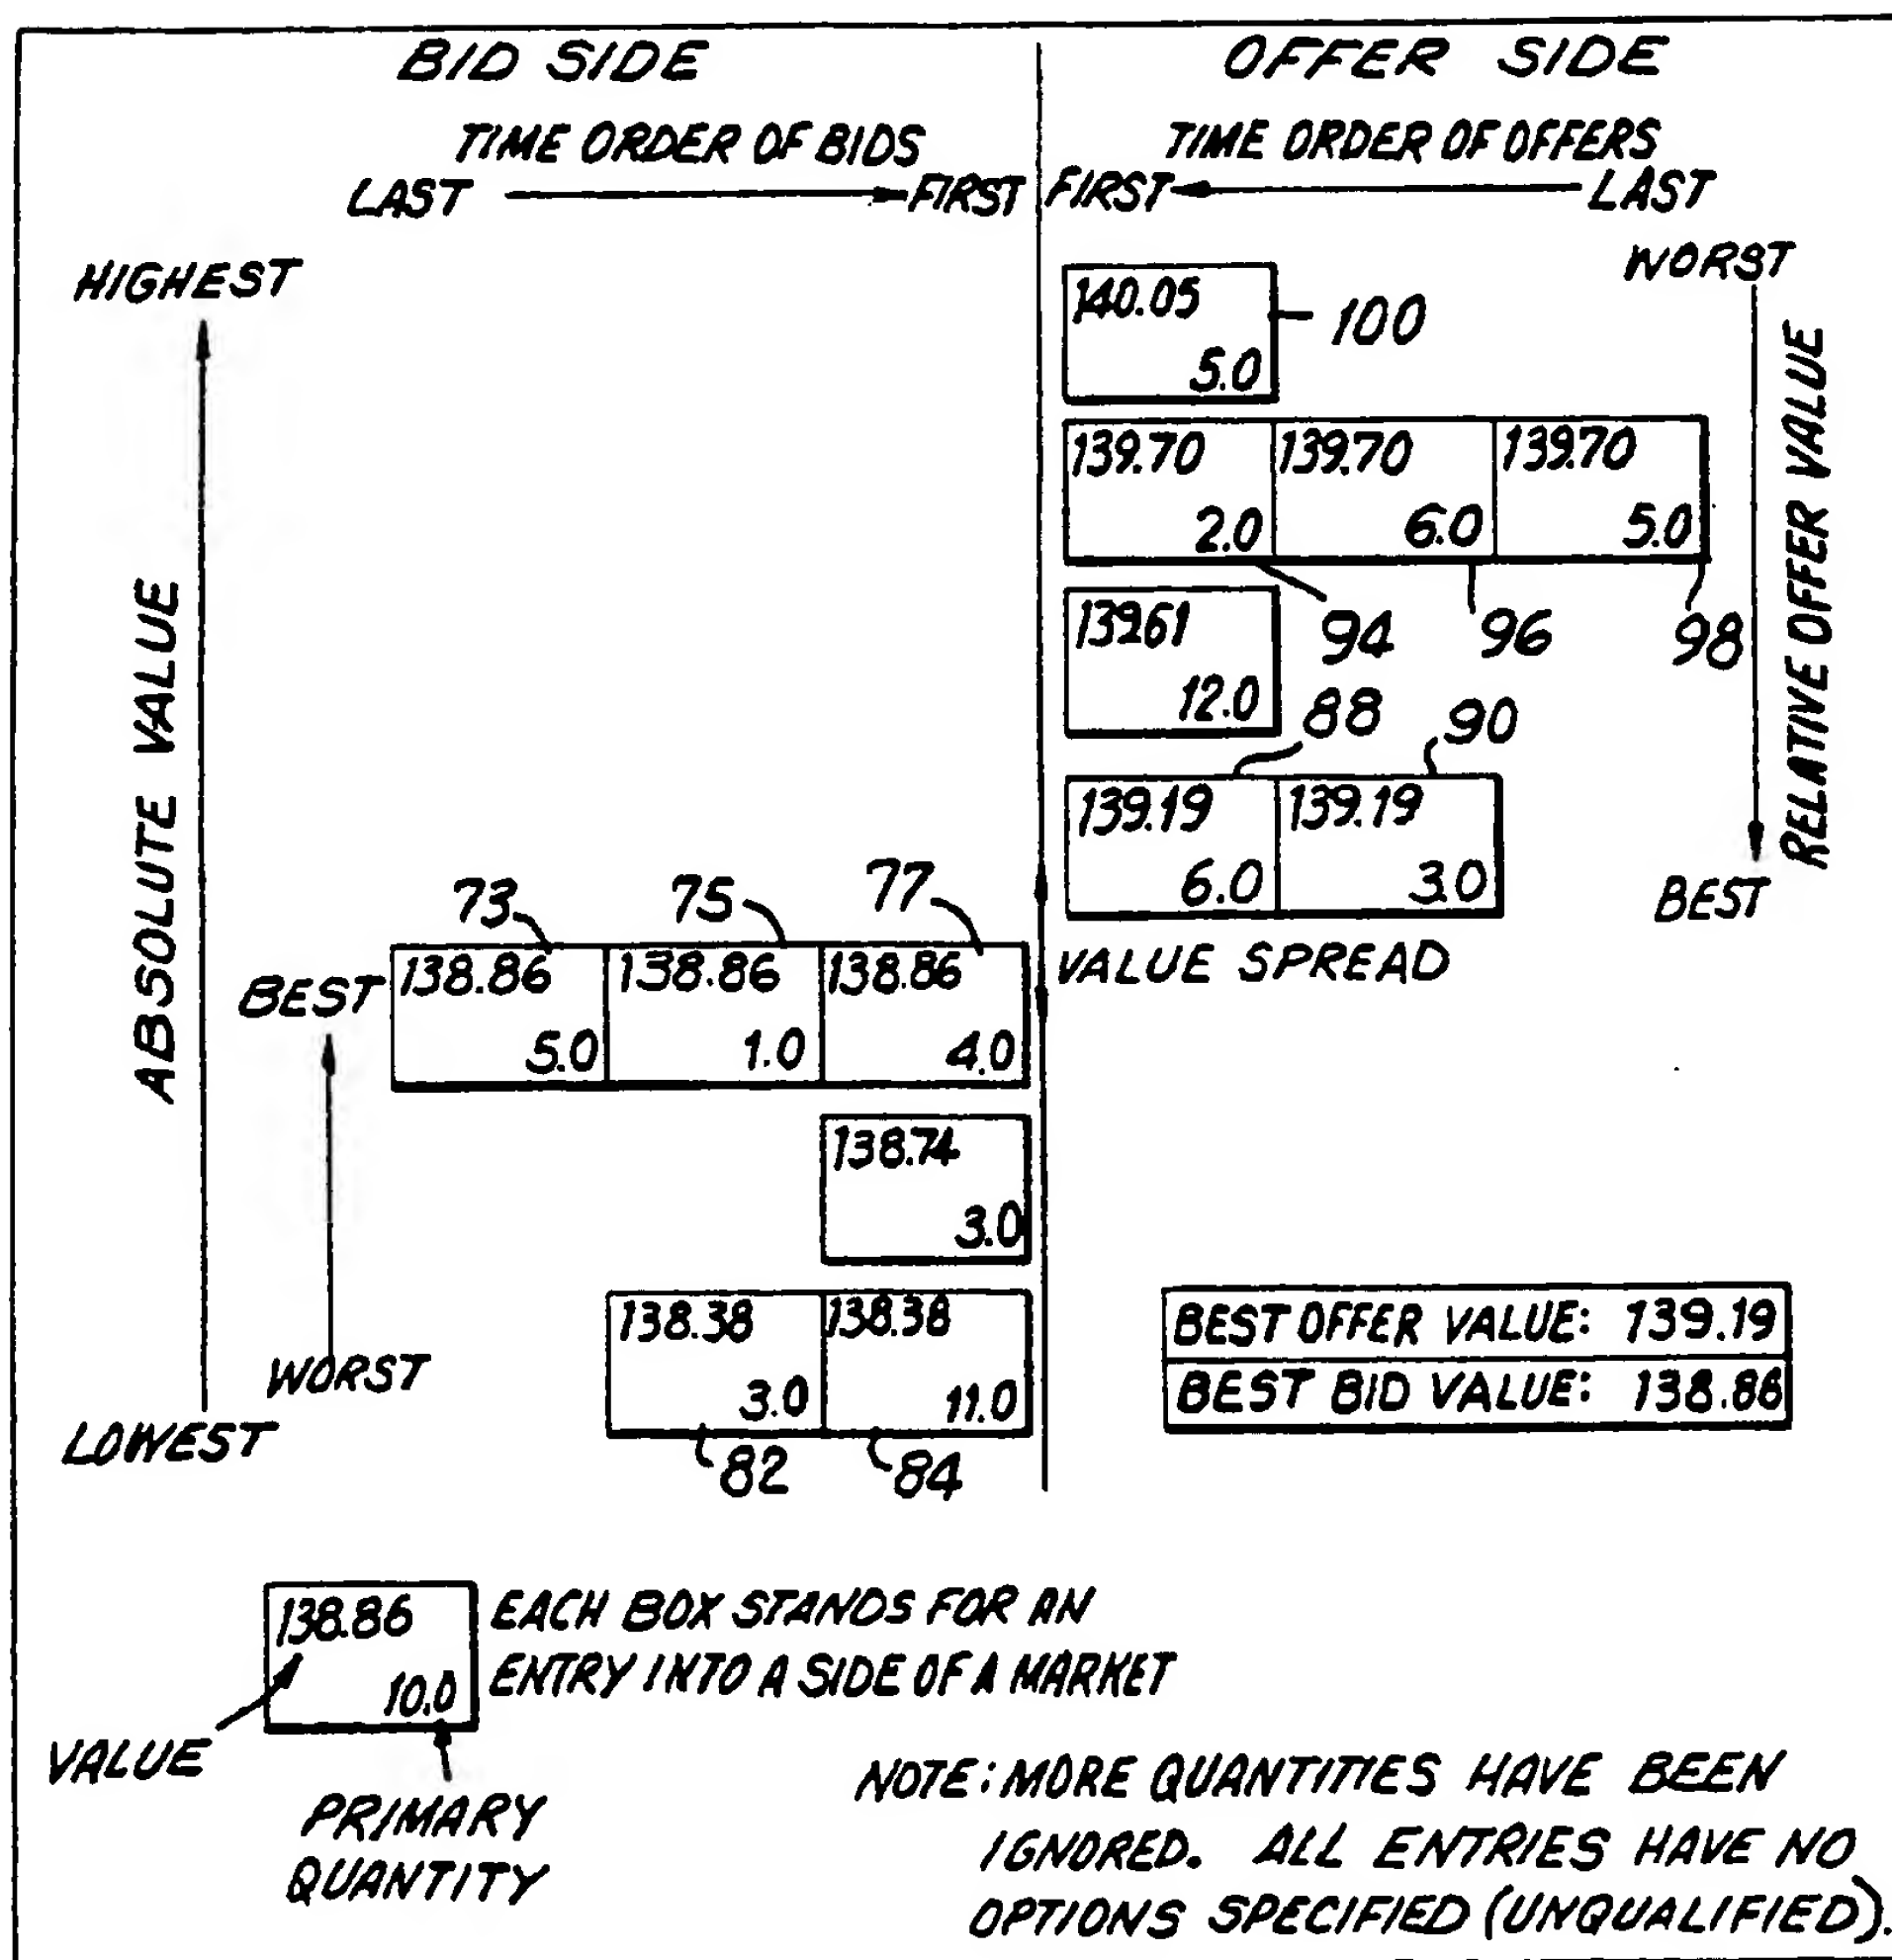 BID SIDE
OFFER SIDE
TIME ORDER OF BIDS
LAST FIRST
TIME ORDER OF OFFERS
FIRST LAST
HIGHEST
ABSOLUTE VALUE
LOWEST
WORST
RELATIVE OFFER VALUE
BEST
140.05
5.0
100
139.70 139.70 139.70
2.0 6.0 5.0
94 96 98
139.61
12.0
88 90
139.19 139.19
6.0 3.0
VALUE SPREAD
73 75 77
BEST
138.86 138.86 138.86
5.0 1.0 4.0
138.74
3.0
138.38 138.38
3.0 11.0
82 84
WORST
BEST OFFER VALUE: 139.19
BEST BID VALUE: 138.86
138.86
10.0
EACH BOX STANDS FOR AN
ENTRY INTO A SIDE OF A MARKET
VALUE
PRIMARY
QUANTITY
NOTE: MORE QUANTITIES HAVE BEEN
IGNORED. ALL ENTRIES HAVE NO
OPTIONS SPECIFIED (UNQUALIFIED).